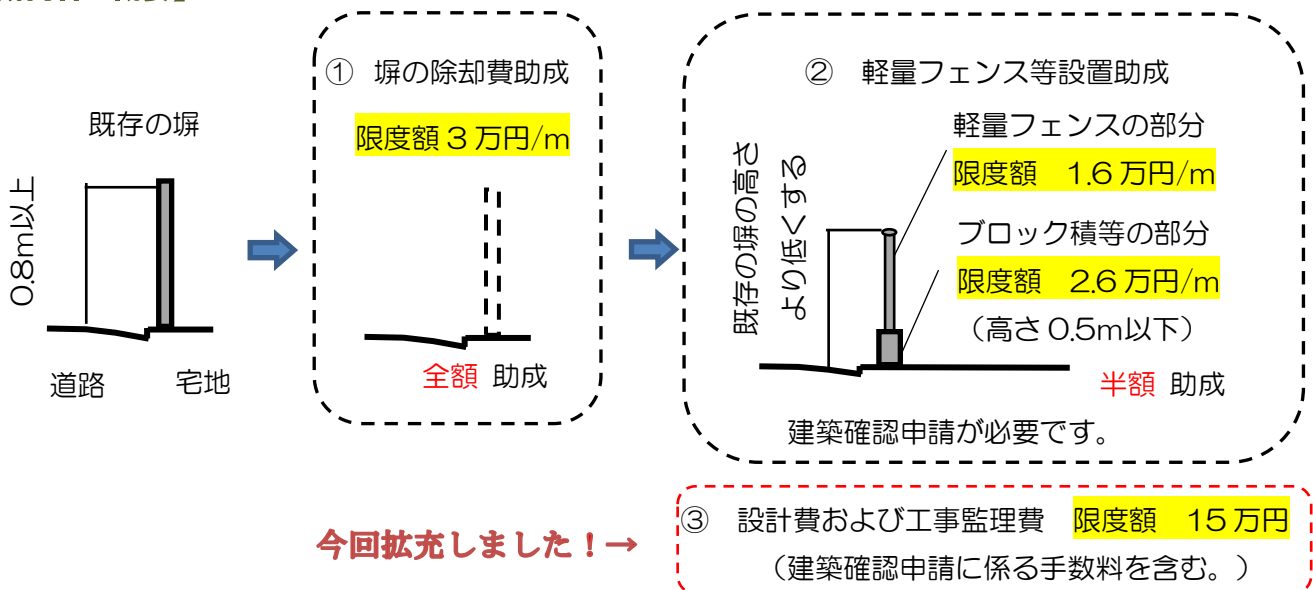 既存の塀
0.8m以上
道路
宅地
① 塀の除却費助成
限度額 3 万円/m
全額 助成
② 軽量フェンス等設置助成
軽量フェンスの部分
限度額 1.6 万円/m
既存の塀の高さ
より低くする
ブロック積等の部分
限度額 2.6 万円/m
（高さ 0.5m以下）
半額 助成
建築確認申請が必要です。
今回拡充しました！→
③ 設計費および工事監理費 限度額 15 万円
（建築確認申請に係る手数料を含む。）